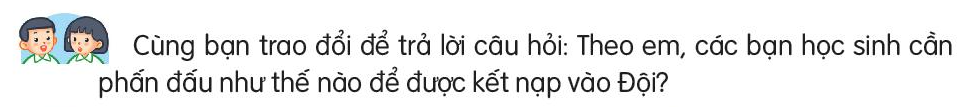 Cùng bạn trao đổi để trả lời câu hỏi: Theo em, các bạn học sinh cần
phấn đấu như thế nào để được kết nạp vào Đội?